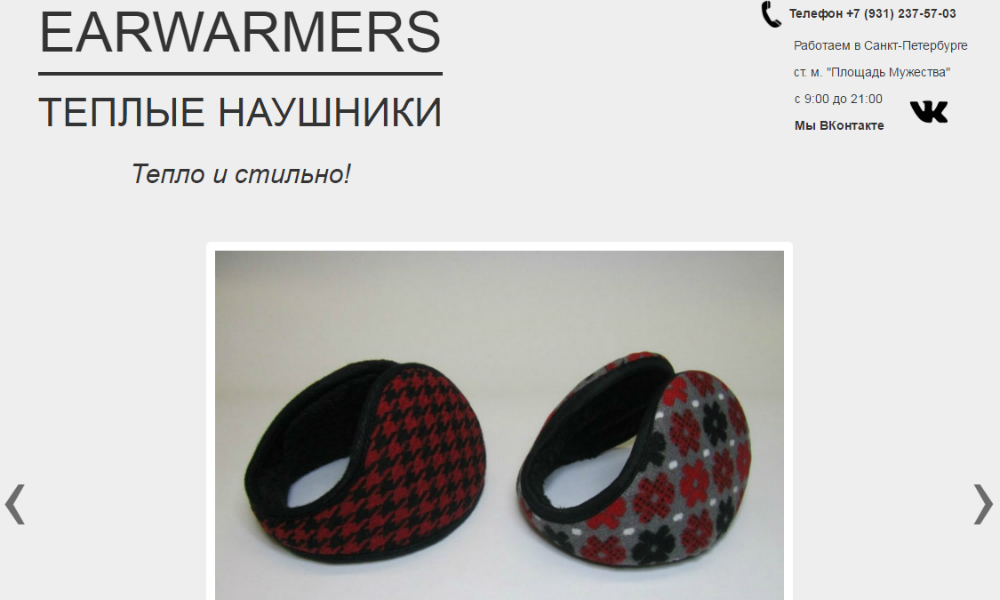 EARWARMERS
ТЕПЛЫЕ НАУШНИКИ
Тепло и стильно!
Телефон +7 (931) 237-57-03
Работаем в Санкт-Петербурге
ст. м. "Площадь Мужества"
с 9:00 до 21:00
Мы ВКонтакте